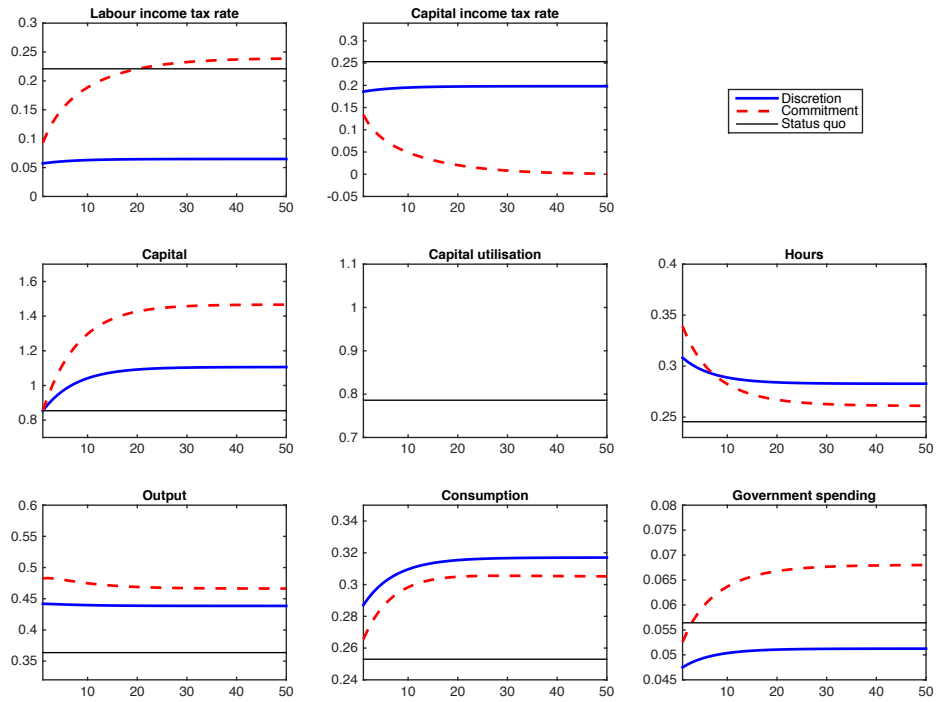 Labour income tax rate
0.3
0.25
0.2
0.15
0.1
0.05
0
10 20 30 40 50
Capital income tax rate
0.3
0.2
0.1
0
-0.05
10 20 30 40 50
Discretion
Commitment
Status quo
Capital
1.6
1.4
1.2
1
0.8
10 20 30 40 50
Capital utilisation
1.1
1
0.9
0.8
0.7
10 20 30 40 50
Hours
0.4
0.35
0.3
0.25
10 20 30 40 50
Output
0.6
0.55
0.5
0.45
0.4
0.35
10 20 30 40 50
Consumption
0.34
0.32
0.3
0.28
0.26
0.24
10 20 30 40 50
Government spending
0.08
0.075
0.07
0.065
0.06
0.055
0.05
0.045
10 20 30 40 50